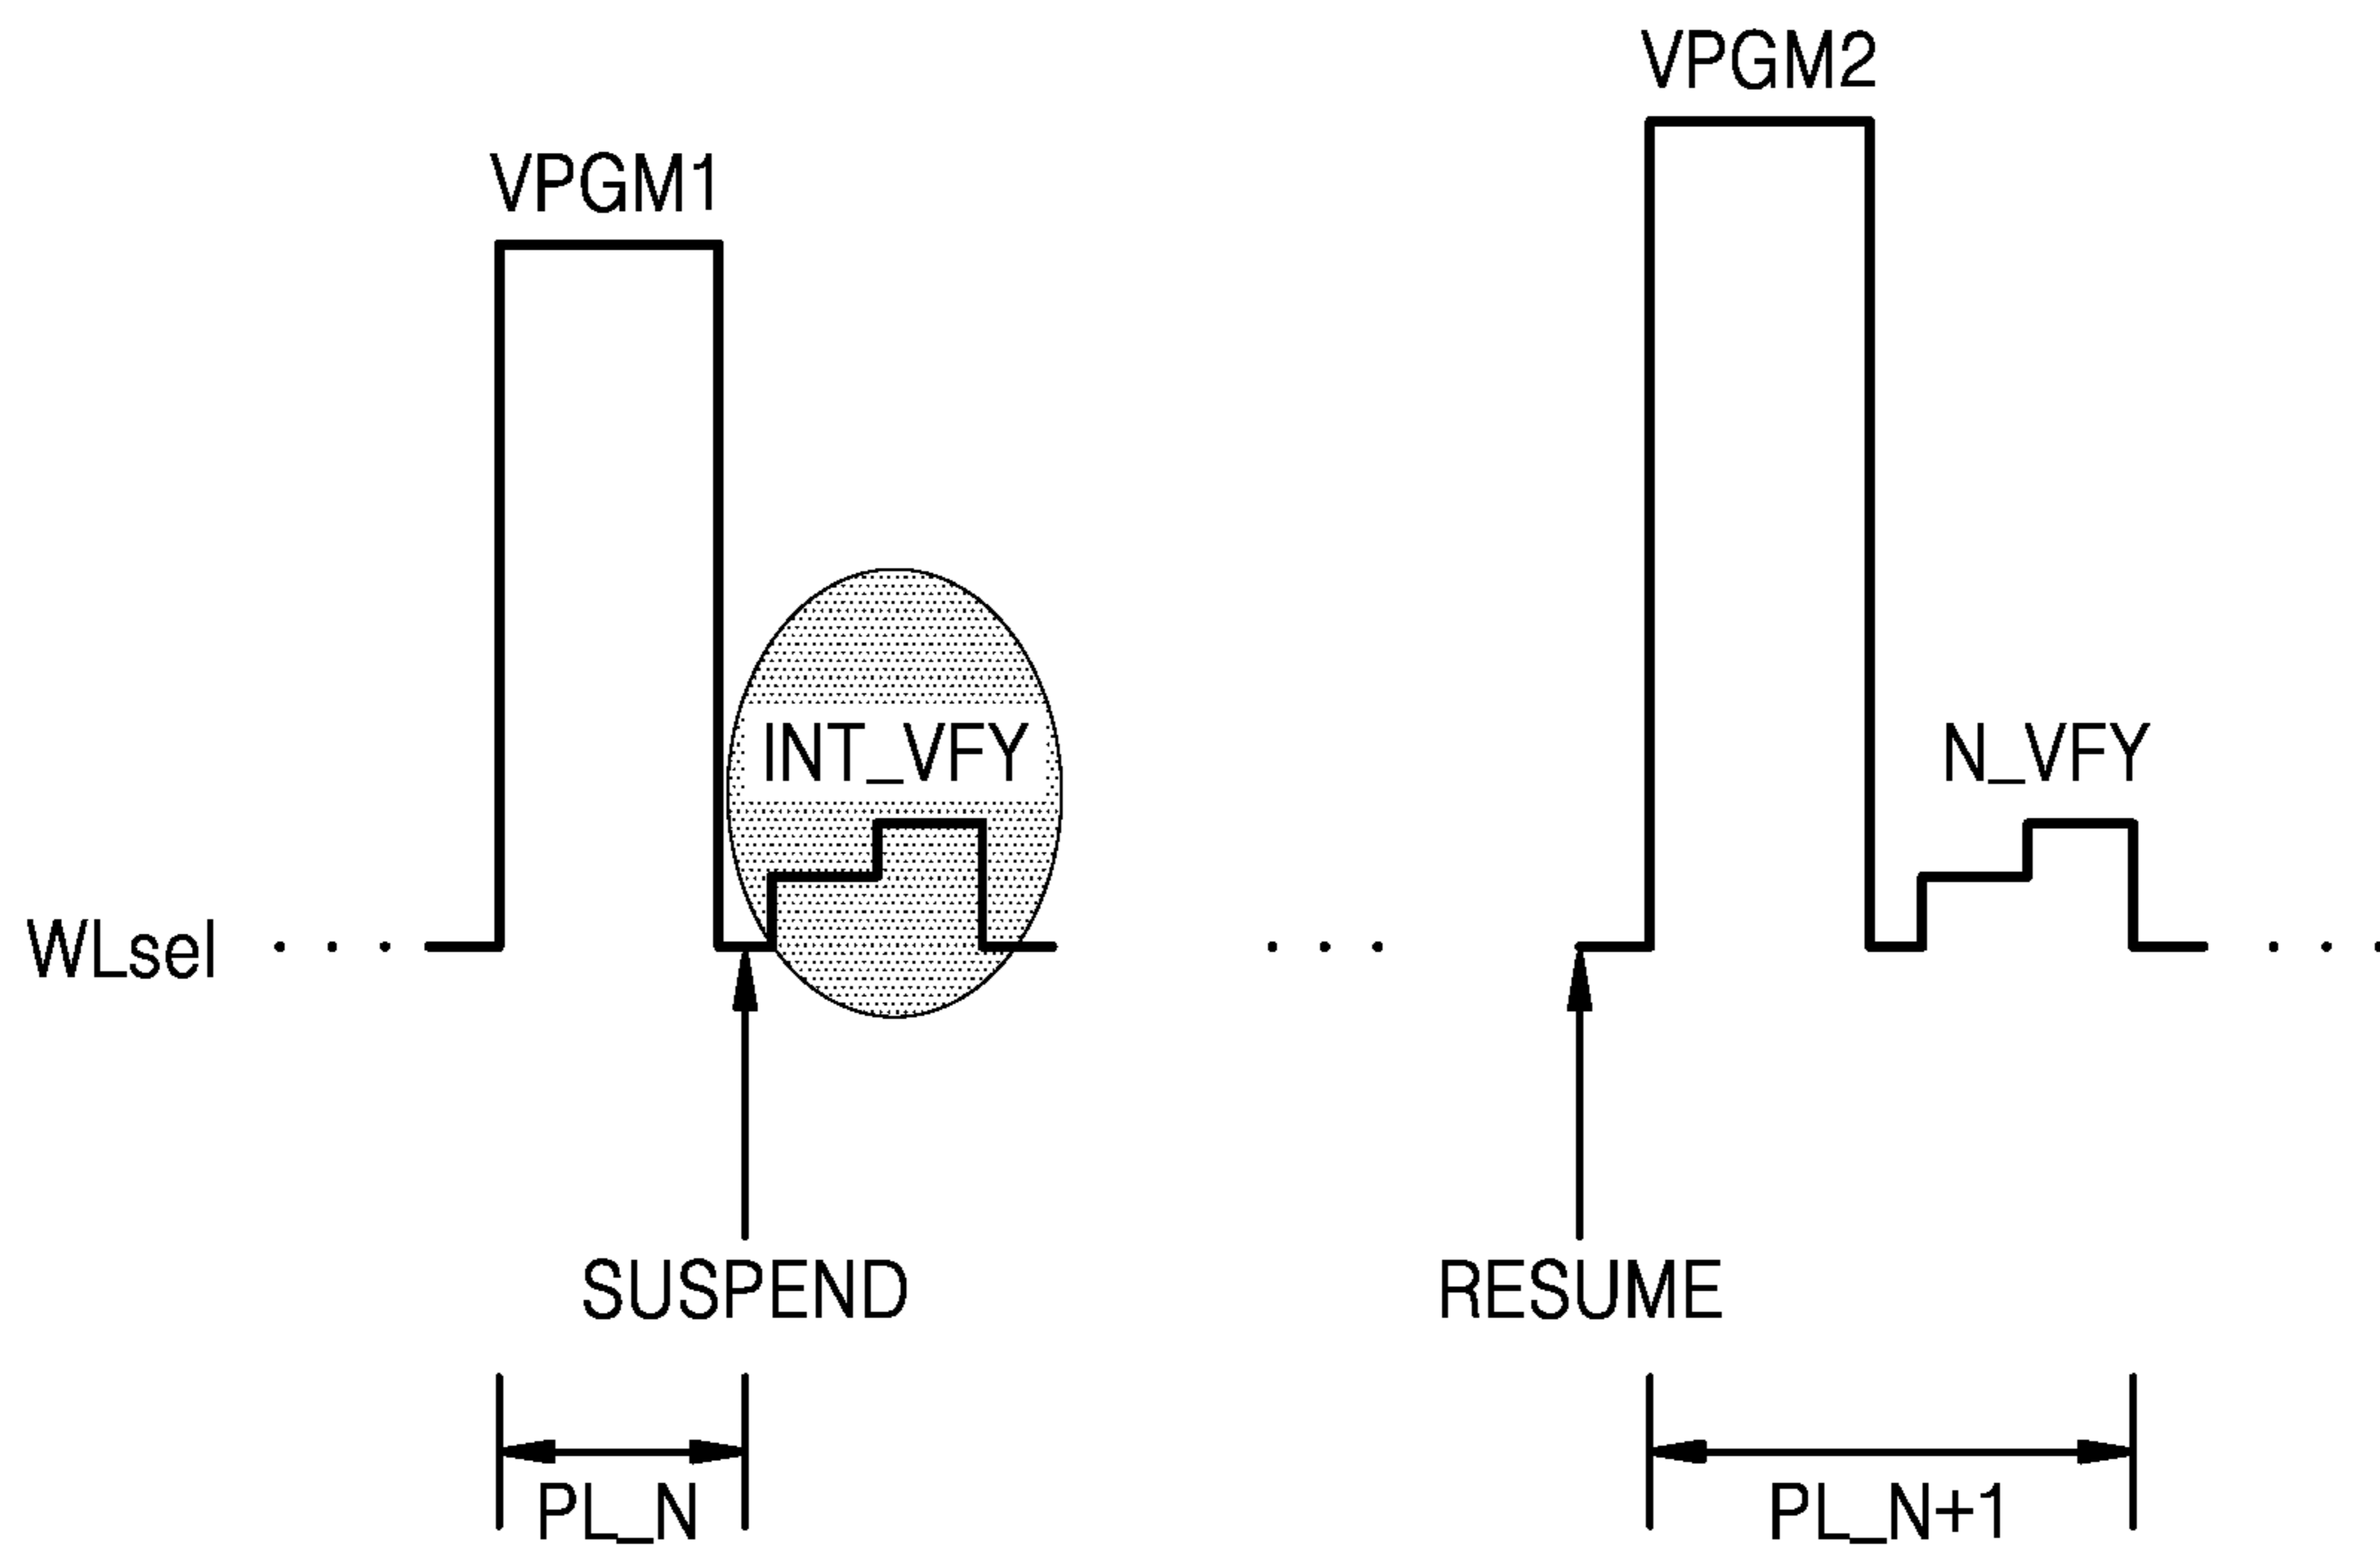 VPGM2
VPGM1
INT_VFY
N_VFY
WLsel
SUSPEND
RESUME
PL_N
PL_N+1